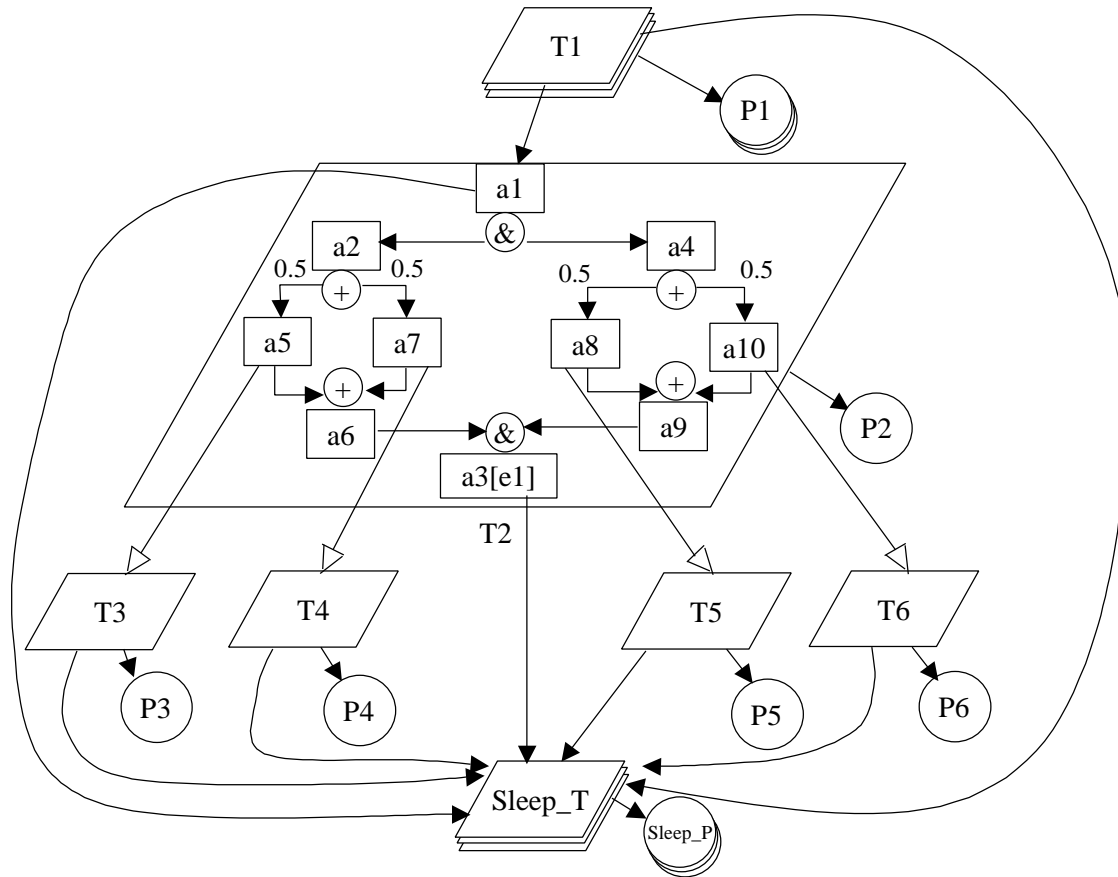 T1
P1
a1
&
a2
a4
0.5
0.5
0.5
0.5
+
+
a5
a7
a8
a10
+
+
a6
&
a9
P2
a3[e1]
T2
T3
T4
T5
T6
P3
P4
P5
P6
Sleep_T
Sleep_P